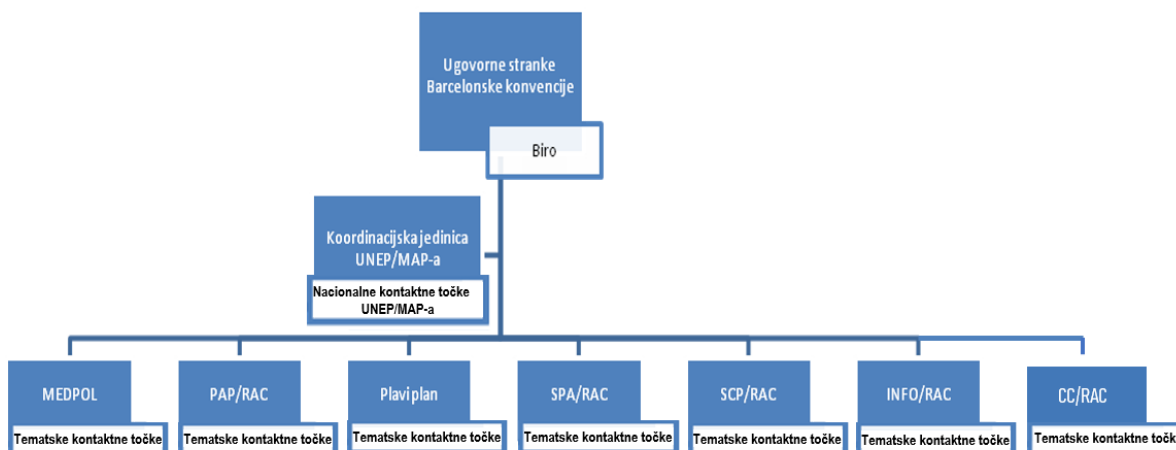 Ugovorne stranke
Barcelonske konvencije
Biro
Koordinacijska jedinica
UNEP/MAP-a
Nacionalne kontaktne točke
UNEP/MAP-a
MEDPOL
PAP/RAC
Plavi plan
SPA/RAC
SCP/RAC
INFO/RAC
CC/RAC
Tematske kontaktne točke
Tematske kontaktne točke
Tematske kontaktne točke
Tematske kontaktne točke
Tematske kontaktne točke
Tematske kontaktne točke
Tematske kontaktne točke